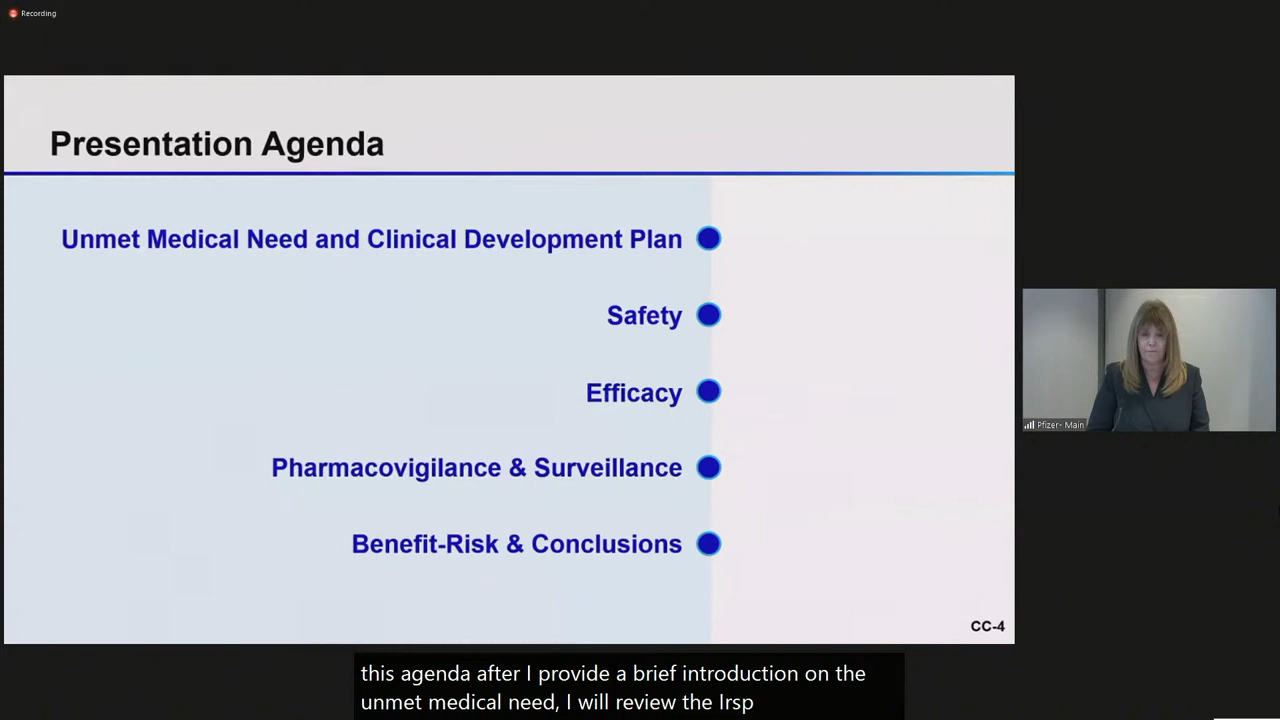 Recording
Presentation Agenda
Unmet Medical Need and Clinical Development Plan
Safety
Efficacy
Pharmacovigilance & Surveillance
Benefit-Risk & Conclusions
CC-4
Pfizer- Main
this agenda after I provide a brief introduction on the
unmet medical need, I will review the lrsp